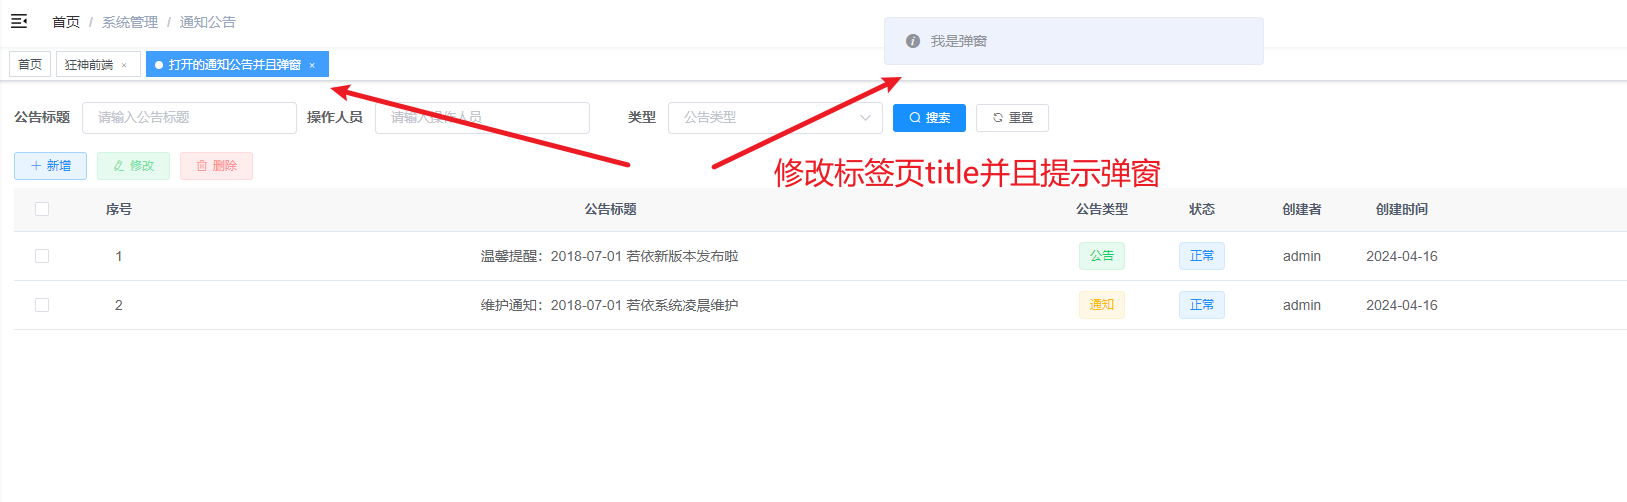 首页 / 系统管理 / 通知公告
我是弹窗
首页 狂神前端 × 打开的通知公告并且弹窗 ×
公告标题 请输入公告标题 操作人员 请输入操作人员 类型 公告类型 搜索 重置
修改标签页title并且提示弹窗
+ 新增 修改 删除
序号 公告标题 公告类型 状态 创建者 创建时间
1 温馨提醒：2018-07-01 若依新版本发布啦 公告 正常 admin 2024-04-16
2 维护通知：2018-07-01 若依系统凌晨维护 通知 正常 admin 2024-04-16